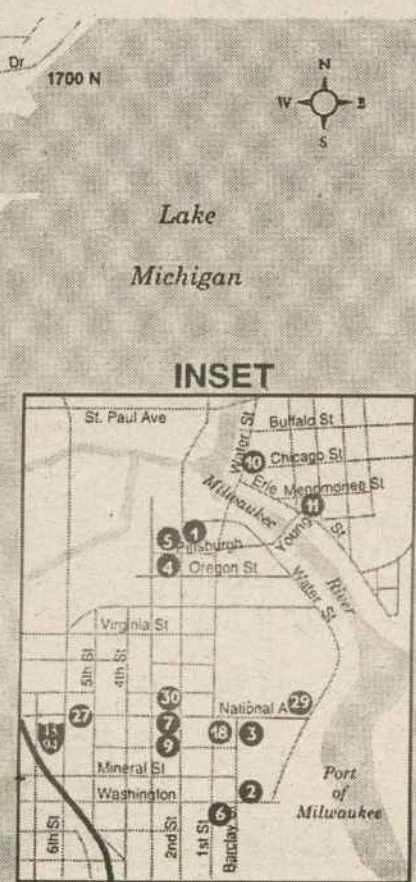 Dr
1700 N
N
W E
S
Lake
Michigan
INSET
St. Paul Ave
Buffalo St
Water St
10
Chicago St
Erie
Menomonee St
Milwaukee
11
Young St
1
5
Pittsburgh
4
Oregon St
Water St
River
Virginia St
5th St
4th St
30
National A
29
27
7
18
3
94
9
Mineral St
Washington
2
Port
of
Milwaukee
6
6th St
2nd St
1st St
Barclay